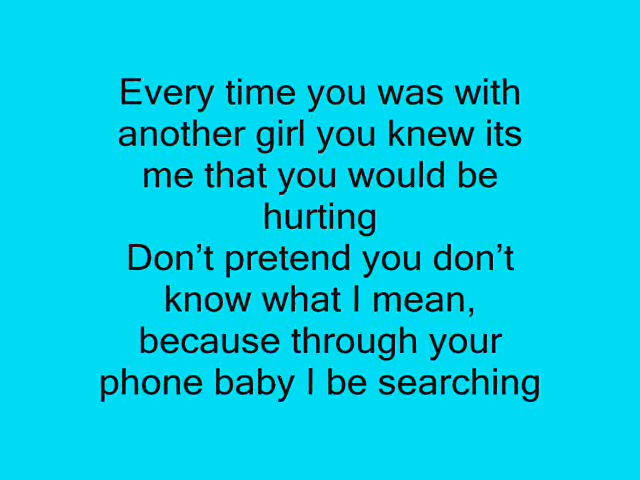 Every time you was with
another girl you knew its
me that you would be
hurting
Don’t pretend you don’t
know what I mean,
because through your
phone baby I be searching